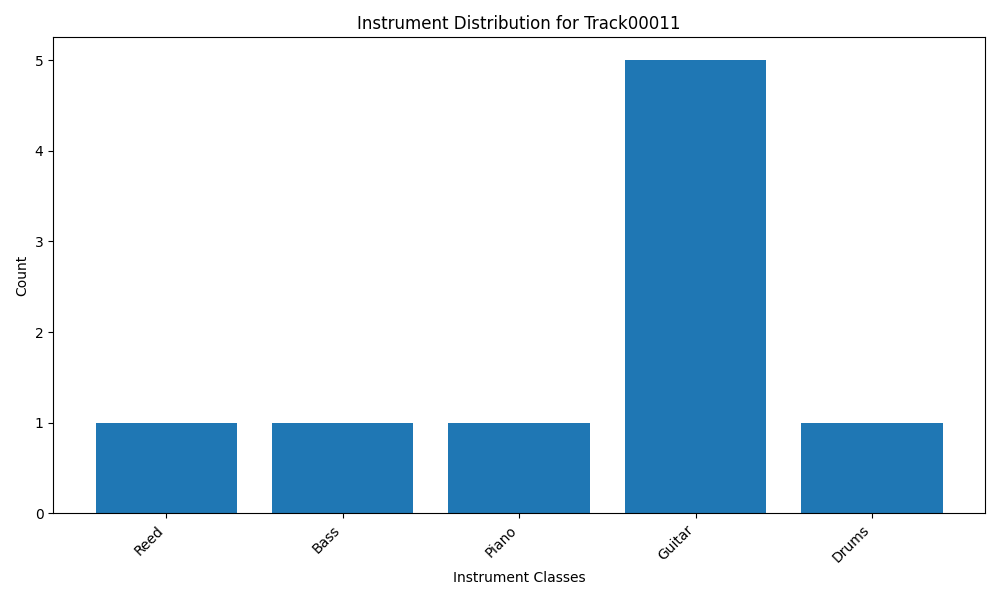 Instrument Distribution for Track00011
Count
5
4
3
2
1
0
Reed
Bass
Piano
Guitar
Drums
Instrument Classes